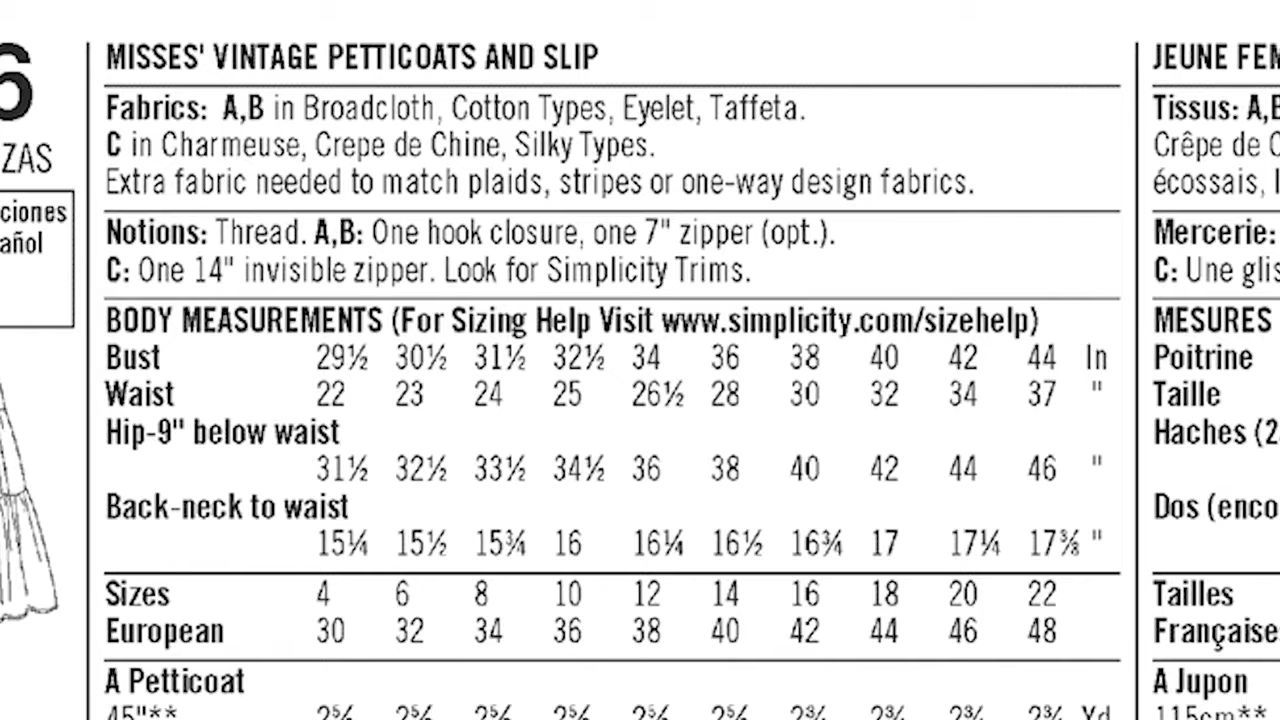 6
ZAS
ciones
añol
MISSES' VINTAGE PETTICOATS AND SLIP
Fabrics: A,B in Broadcloth, Cotton Types, Eyelet, Taffeta.
C in Charmeuse, Crepe de Chine, Silky Types.
Extra fabric needed to match plaids, stripes or one-way design fabrics.
Notions: Thread. A,B: One hook closure, one 7" zipper (opt.).
C: One 14" invisible zipper. Look for Simplicity Trims.
BODY MEASUREMENTS (For Sizing Help Visit www.simplicity.com/sizehelp)
Bust 29½ 30½ 31½ 32½ 34 36 38 40 42 44 In
Waist 22 23 24 25 26½ 28 30 32 34 37 "
Hip-9" below waist
31½ 32½ 33½ 34½ 36 38 40 42 44 46 "
Back-neck to waist
15¼ 15½ 15¾ 16 16¼ 16½ 16¾ 17 17¼ 17⅜ "
Sizes 4 6 8 10 12 14 16 18 20 22
European 30 32 34 36 38 40 42 44 46 48
A Petticoat
45"** Yd
JEUNE FEM
Tissus: A,B
Crêpe de C
écossais, l
Mercerie:
C: Une glis
MESURES
Poitrine
Taille
Haches (2
Dos (enco
Tailles
Française
A Jupon
115cm**